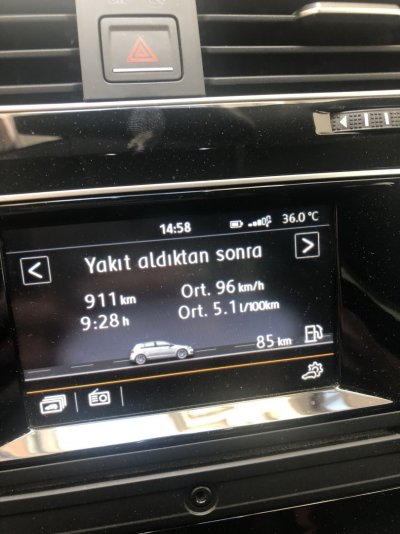 14:58 36.0 °C
Yakıt aldıktan sonra
911 km Ort. 96 km/h
9:28 h Ort. 5.1 l/100km
85 km